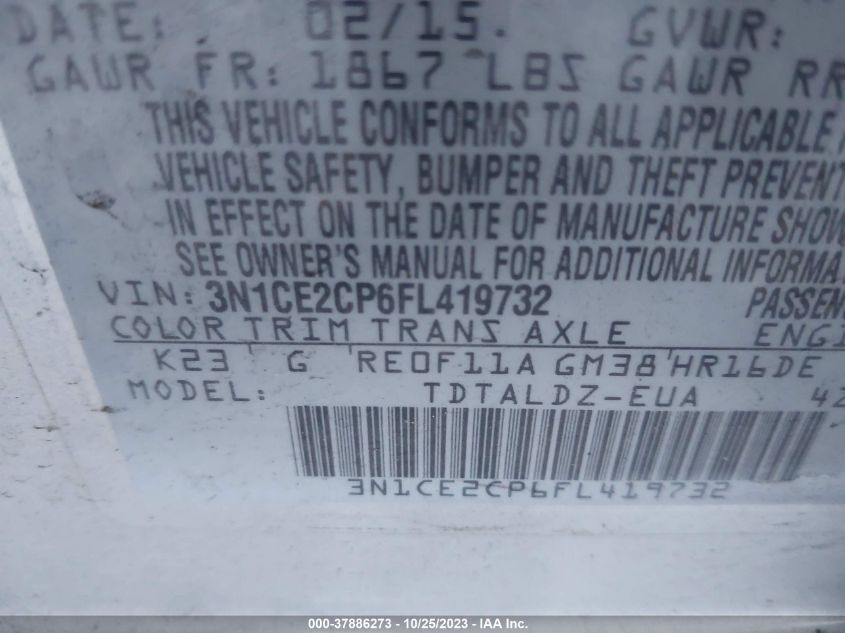 DATE: 02/15. GVWR:
GAWR FR: 1867 LBS GAWR RR
THIS VEHICLE CONFORMS TO ALL APPLICABLE
VEHICLE SAFETY, BUMPER AND THEFT PREVENT
IN EFFECT ON THE DATE OF MANUFACTURE SHOW
SEE OWNER'S MANUAL FOR ADDITIONAL INFORMA
VIN: 3N1CE2CP6FL419732 PASSEN
COLOR TRIM TRANS AXLE ENGI
K23 G RE0F11A GM38 HR16DE
MODEL: TDTALDZ-EUA 42
3N1CE2CP6FL419732
000-37886273 - 10/25/2023 - IAA Inc.